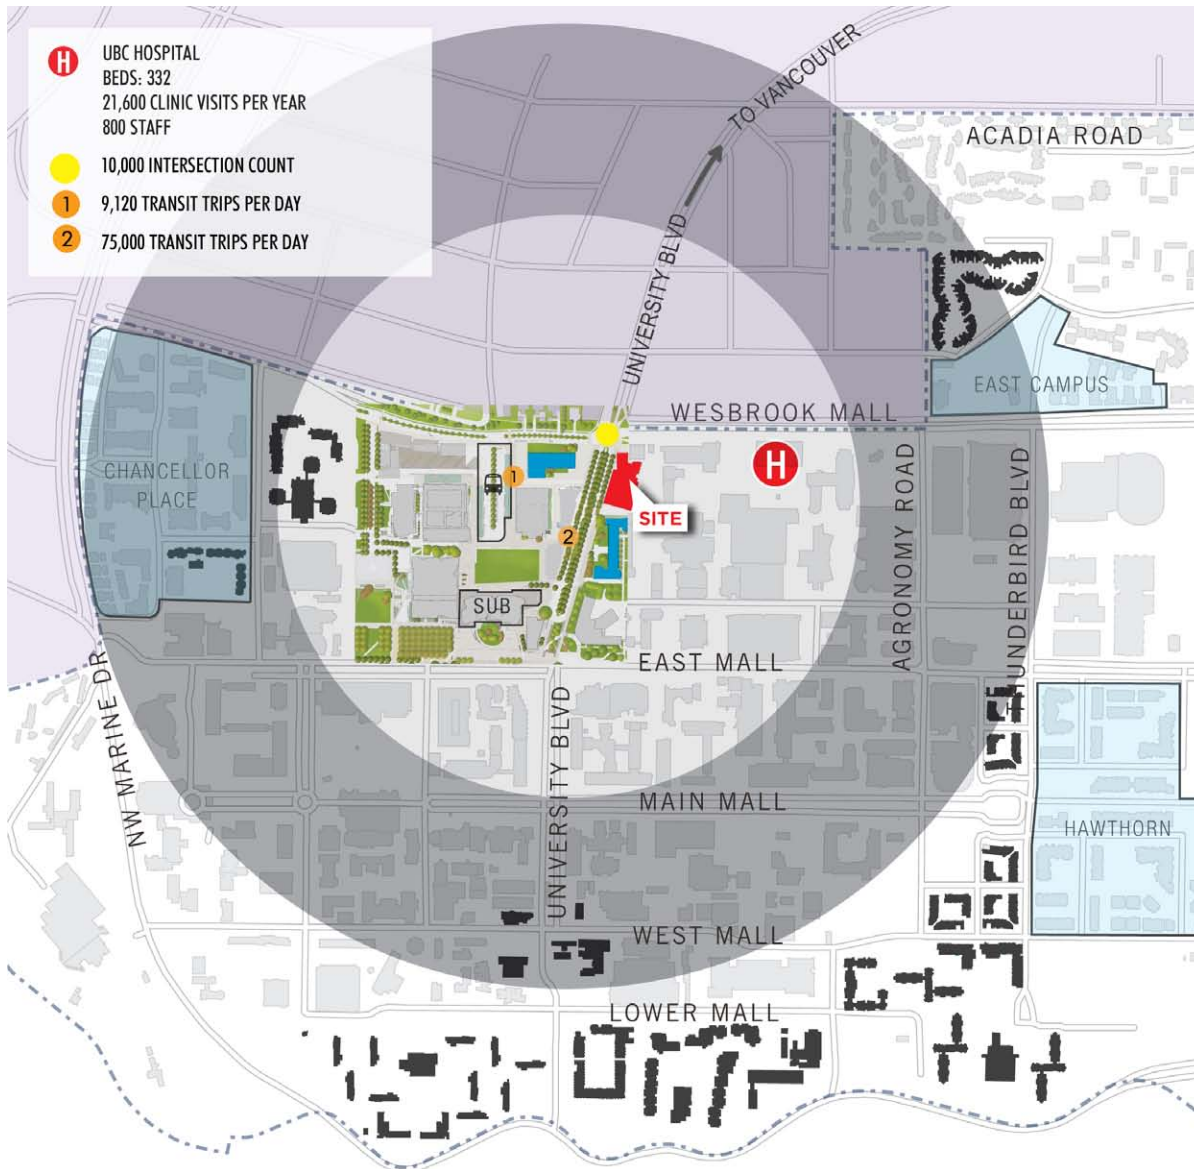 H
UBC HOSPITAL
BEDS: 332
21,600 CLINIC VISITS PER YEAR
800 STAFF
10,000 INTERSECTION COUNT
1
9,120 TRANSIT TRIPS PER DAY
2
75,000 TRANSIT TRIPS PER DAY
TO VANCOUVER
ACADIA ROAD
UNIVERSITY BLVD
EAST CAMPUS
WESBROOK MALL
CHANCELLOR
PLACE
H
1
SITE
2
AGRONOMY ROAD
THUNDERBIRD BLVD
SUB
EAST MALL
NW MARINE DR
UNIVERSITY BLVD
MAIN MALL
HAWTHORN
WEST MALL
LOWER MALL